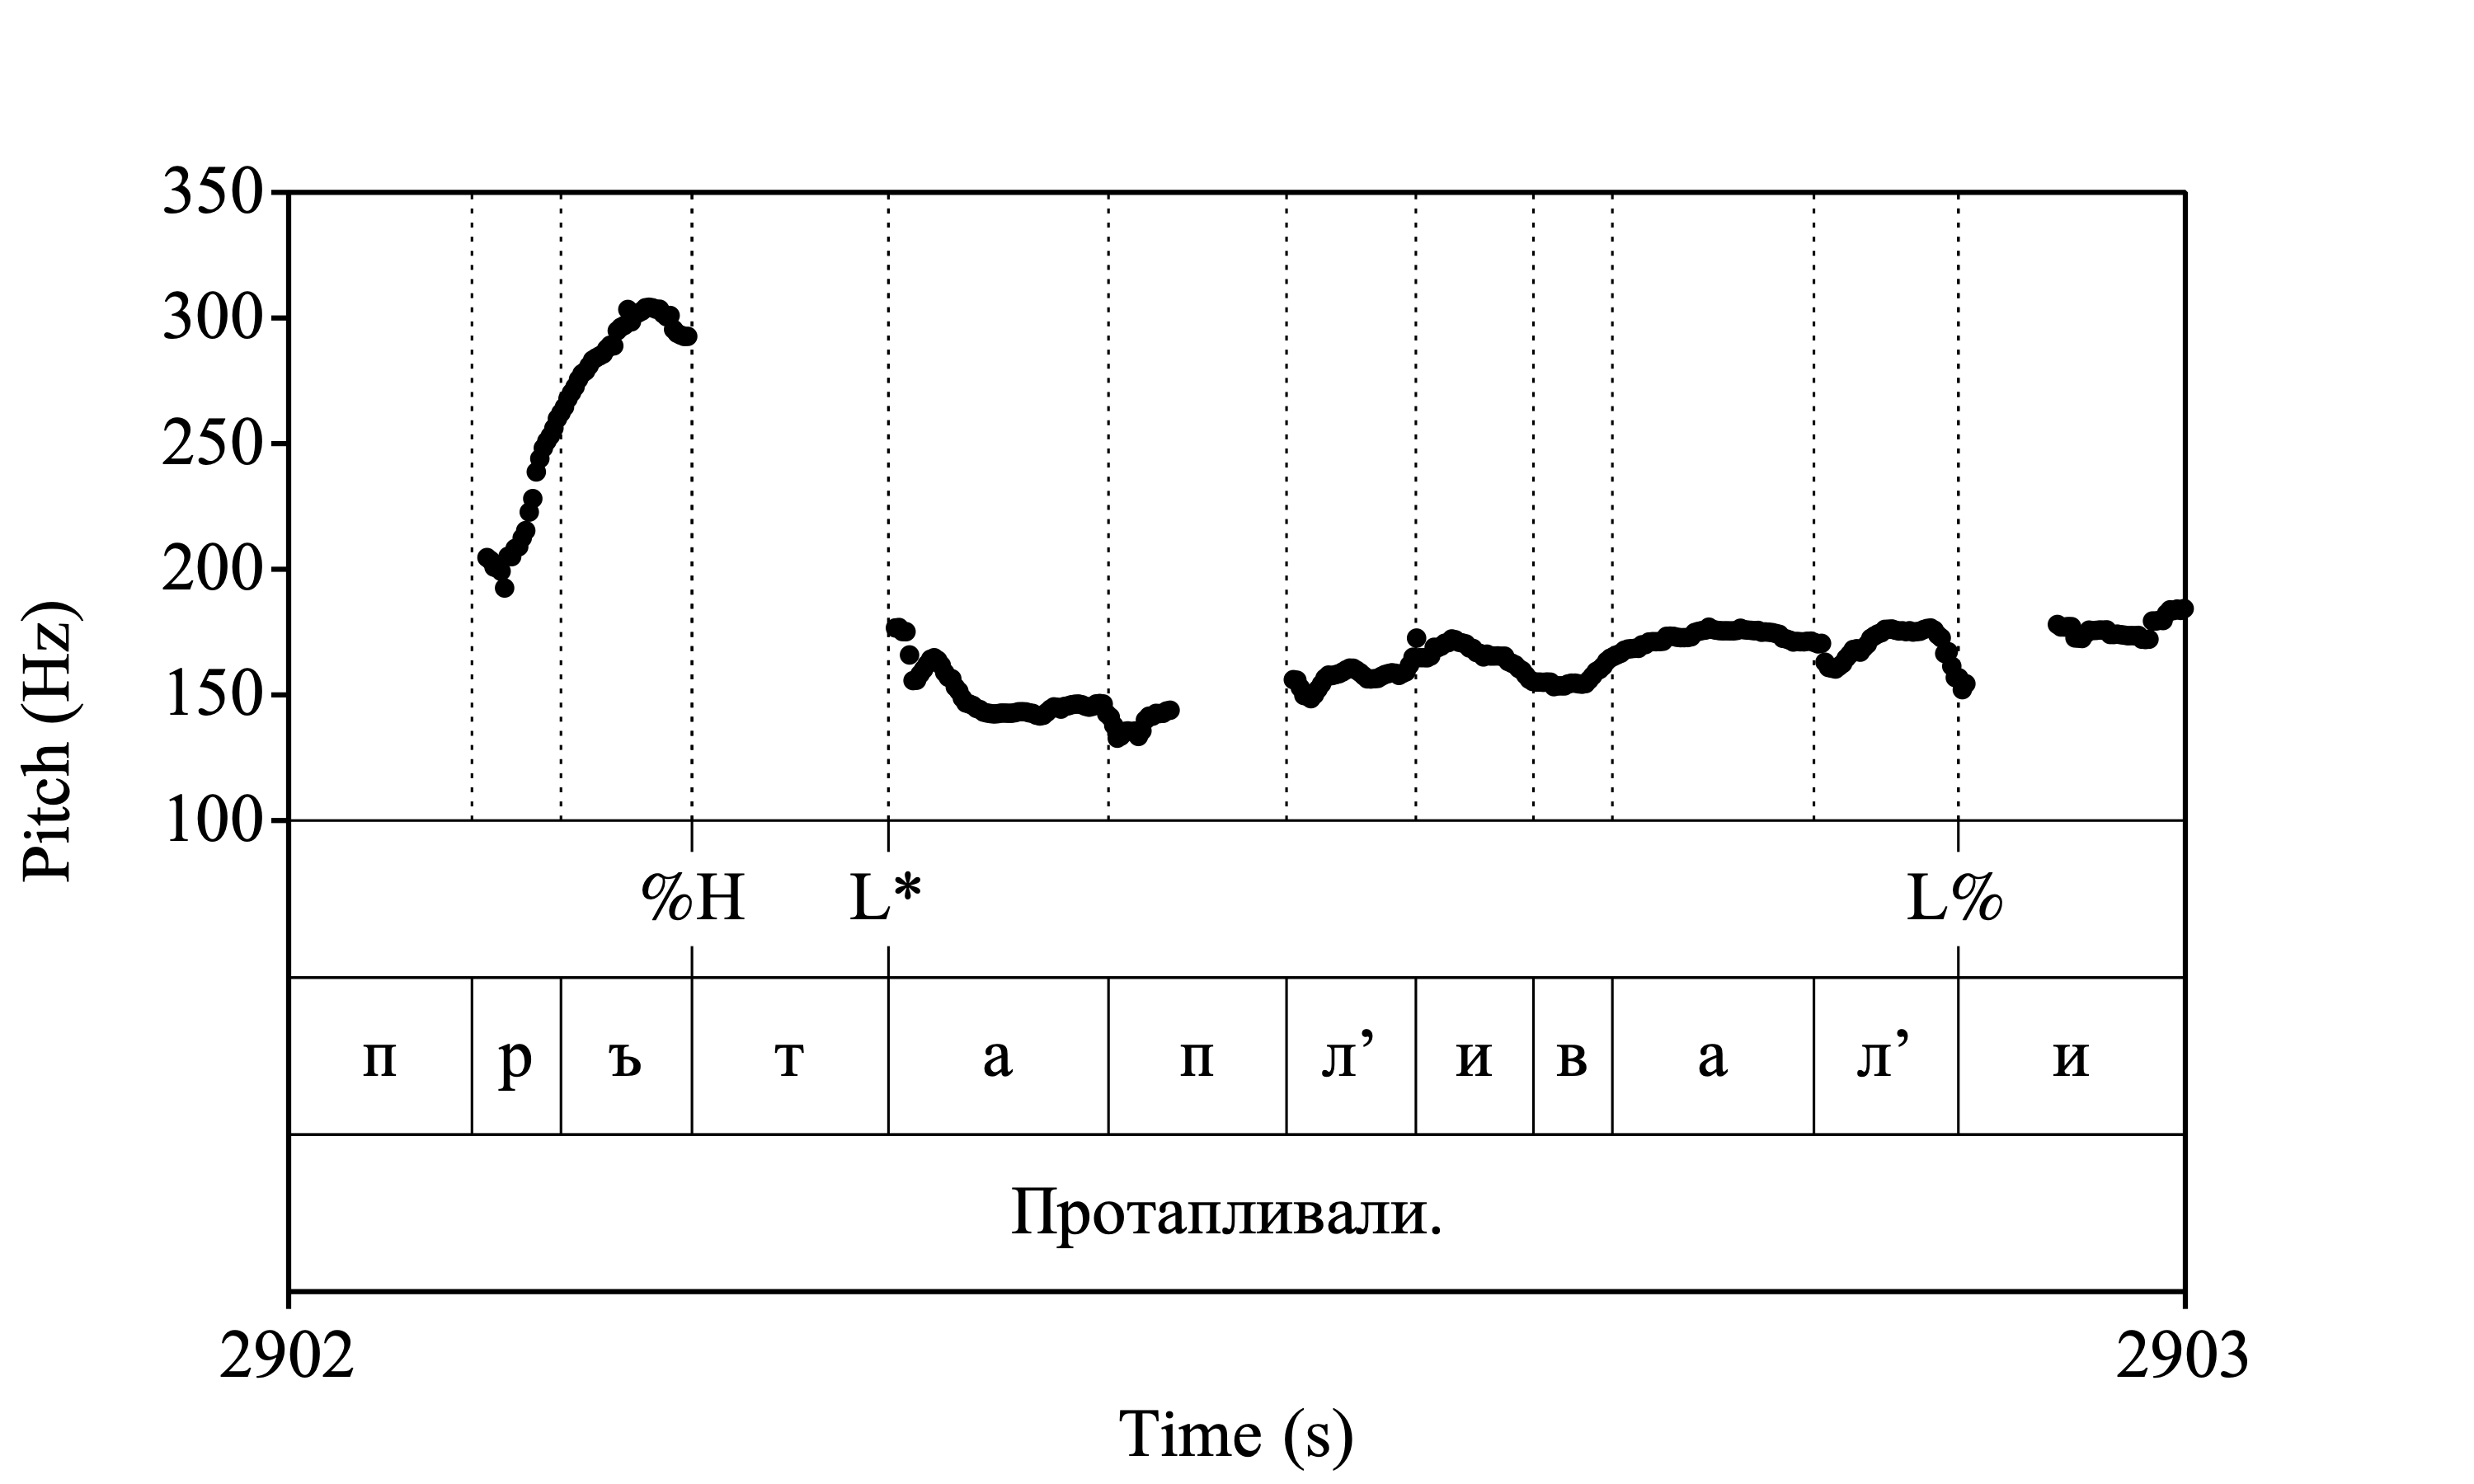 350
300
250
200
150
100
Pitch (Hz)
%H L* L%
п р ъ т а п л’ и в а л’ и
Протапливали.
2902 2903
Time (s)